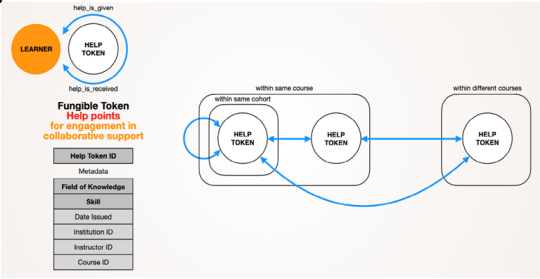 help_is_given
LEARNER
HELP
TOKEN
help_is_received
Fungible Token
Help points
for engagement in
collaborative support
Help Token ID
Metadata
Field of Knowledge
Skill
Date Issued
Institution ID
Instructor ID
Course ID
within same course
within same cohort
HELP
TOKEN
HELP
TOKEN
within different courses
HELP
TOKEN